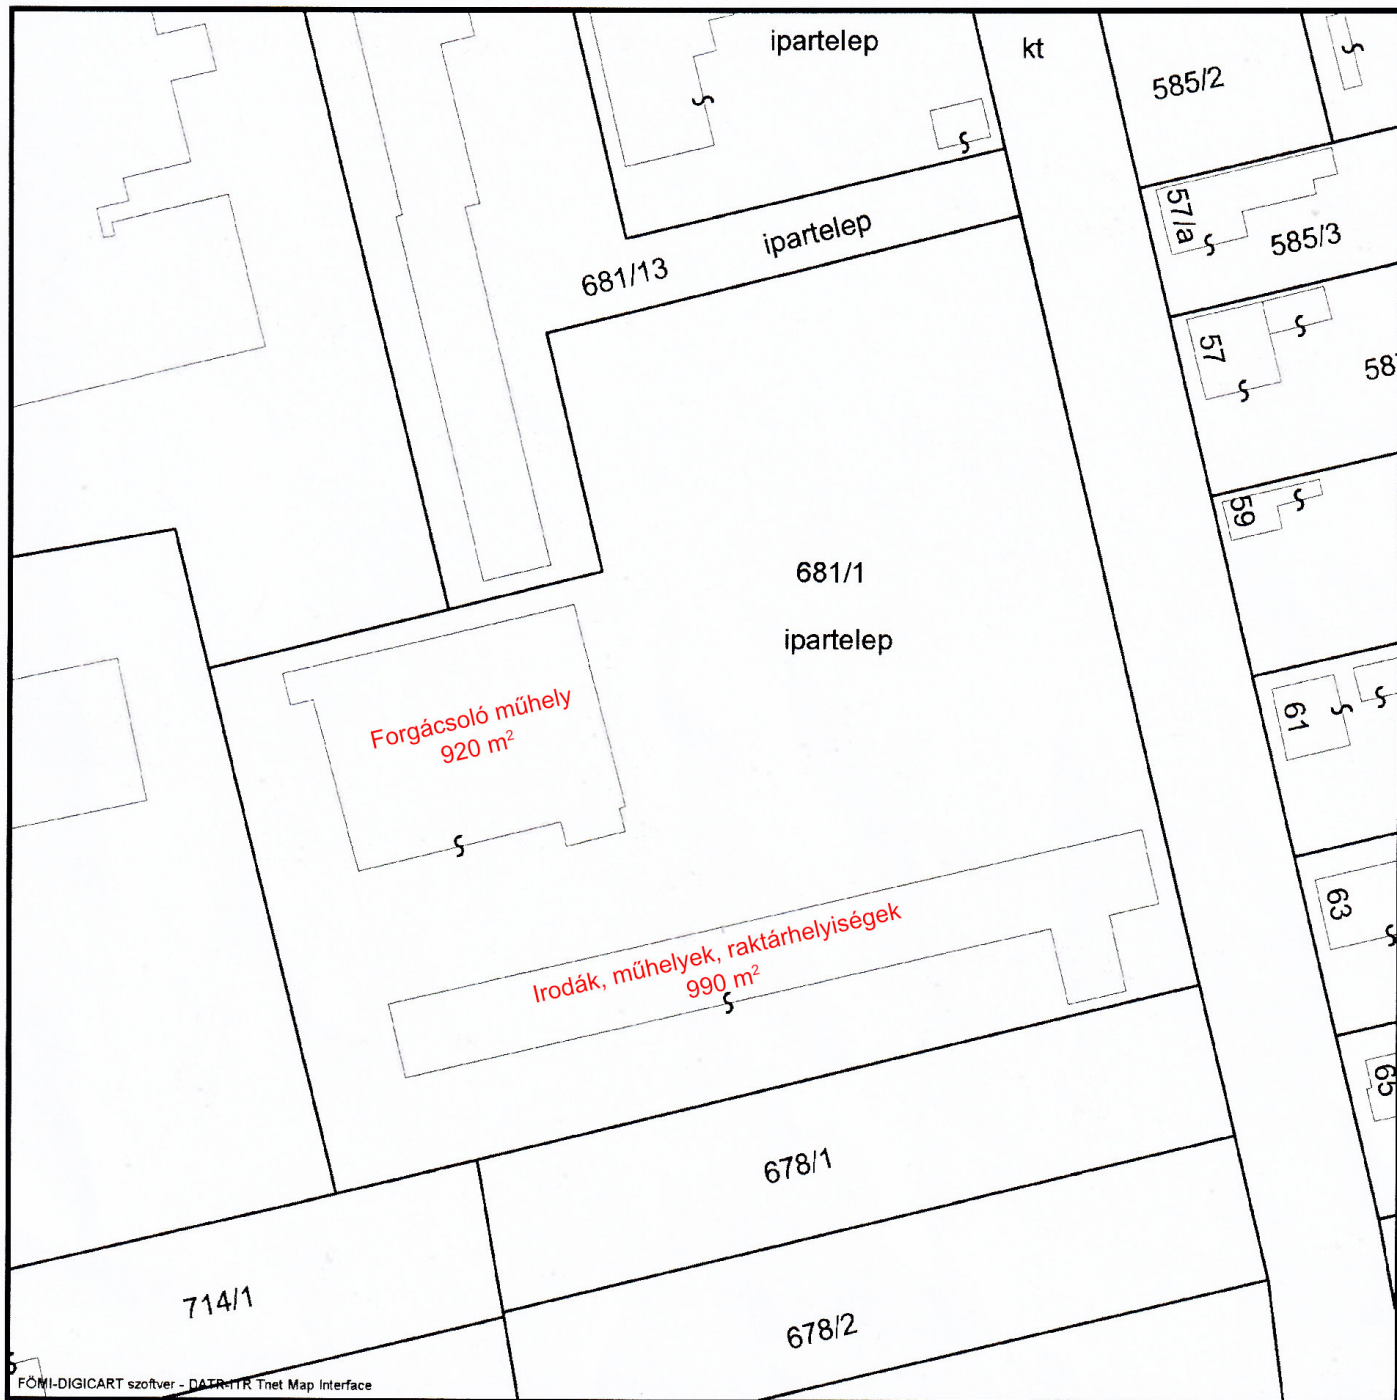 ipartelep
kt
585/2
57/a
585/3
ipartelep
681/13
57
58
59
681/1
ipartelep
61
Forgácsoló műhely
920 m²
63
Irodák, műhelyek, raktárhelyiségek
990 m²
65
678/1
714/1
678/2
FÖMI-DIGICART szoftver - DATR-ITR Tnet Map Interface